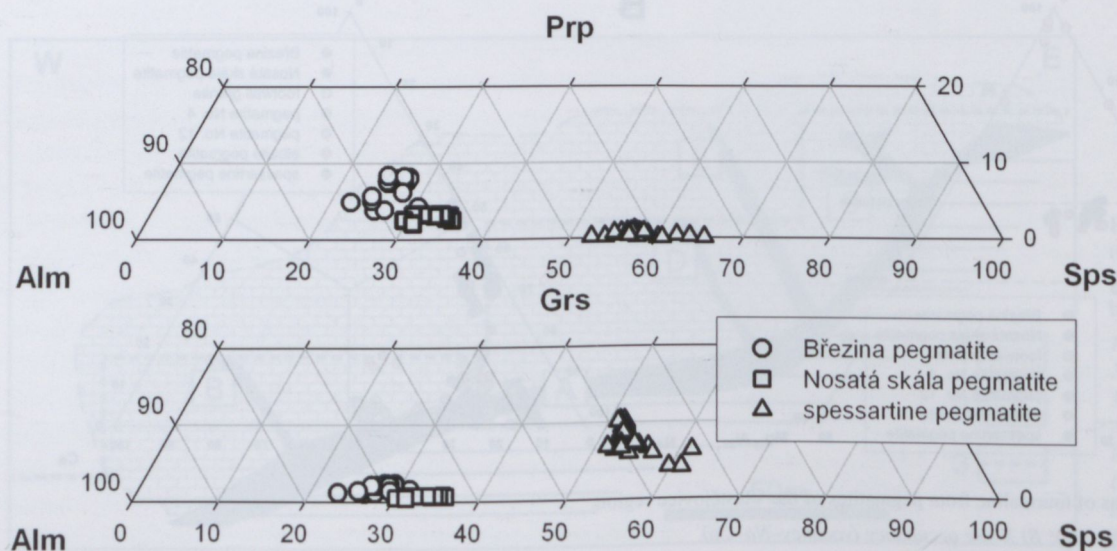 Prp
80 20
90 10
100 0
0 10 20 30 40 50 60 70 80 90 100
Alm Sps
Grs
80
90
100 0
0 10 20 30 40 50 60 70 80 90 100
Alm Sps
Březina pegmatite
Nosatá skála pegmatite
spessartine pegmatite